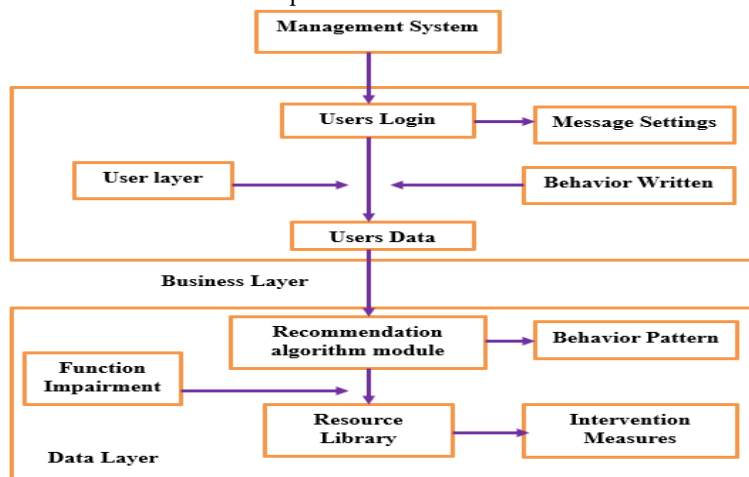 Management System
Users Login
Message Settings
User layer
Behavior Written
Users Data
Business Layer
Recommendation
algorithm module
Behavior Pattern
Function
Impairment
Resource
Library
Intervention
Measures
Data Layer